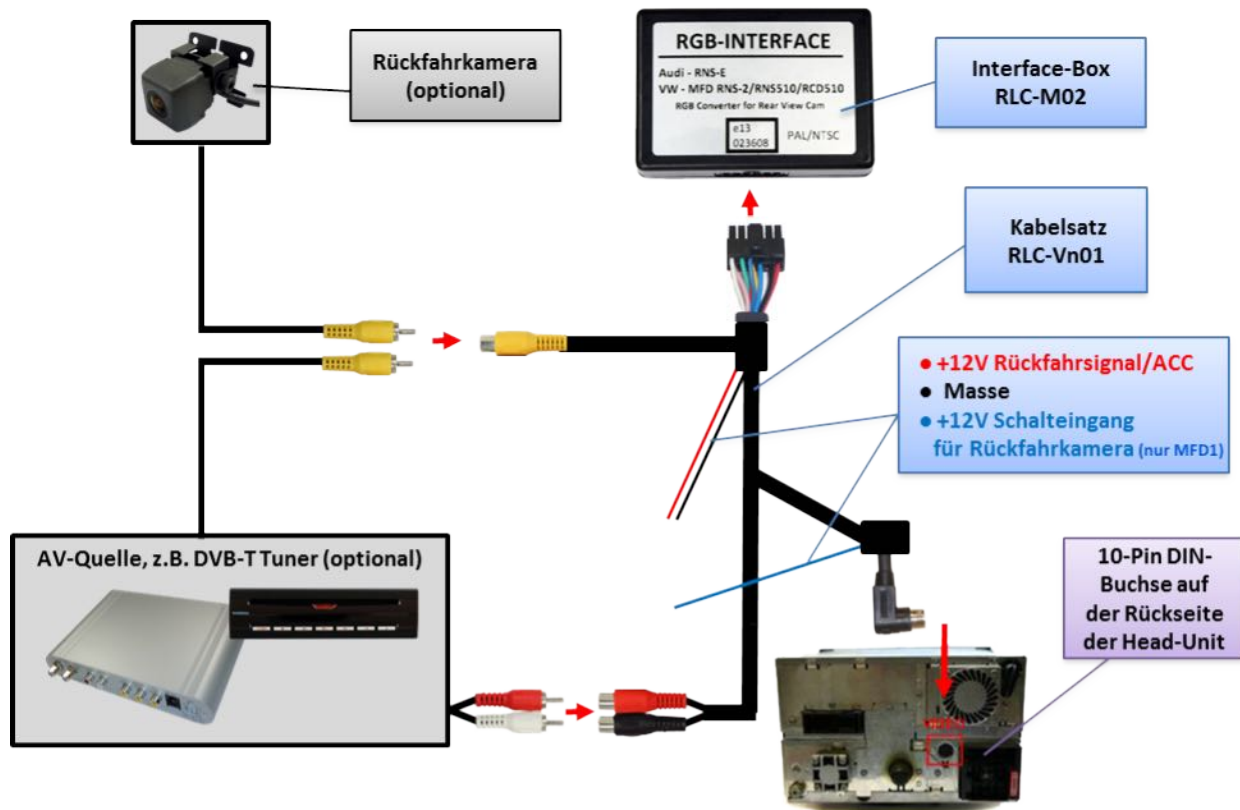 Rückfahrkamera
(optional)
RGB-INTERFACE
Audi - RNS-E
VW - MFD RNS-2/RNS510/RCD510
RGB Converter for Rear View Cam
e13
023608
PAL/NTSC
Interface-Box
RLC-M02
Kabelsatz
RLC-Vn01
+12V Rückfahrsignal/ACC
Masse
+12V Schalteingang
für Rückfahrkamera (nur MFD1)
AV-Quelle, z.B. DVB-T Tuner (optional)
10-Pin DIN-
Buchse auf
der Rückseite
der Head-Unit